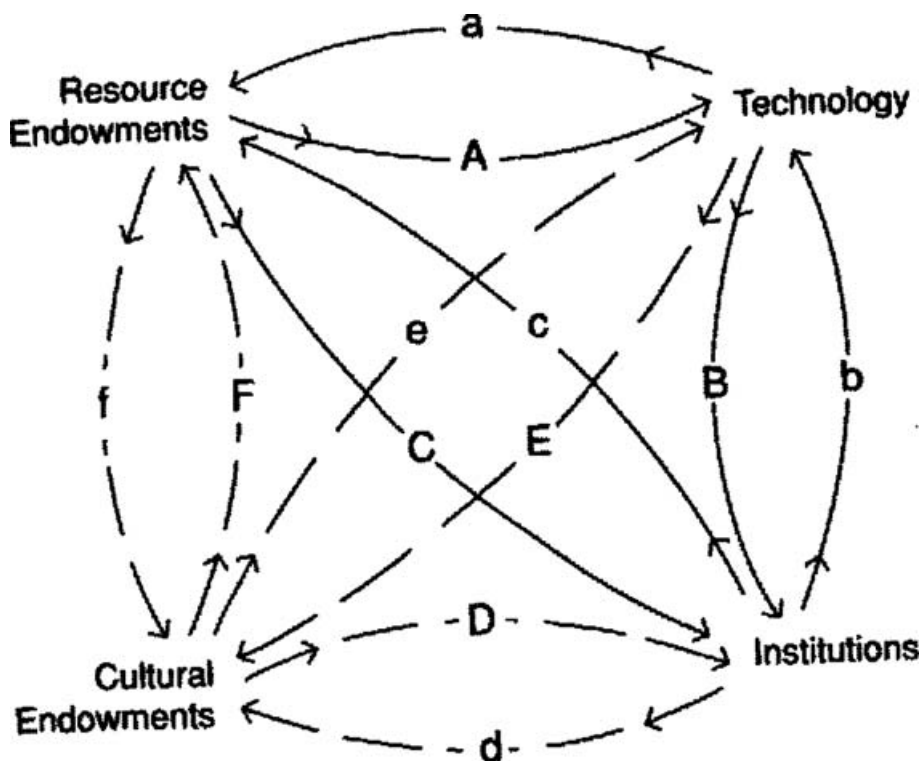 a
Resource
Endowments
Technology
A
e
c
f
F
B
b
C
E
D
Cultural
Endowments
Institutions
d